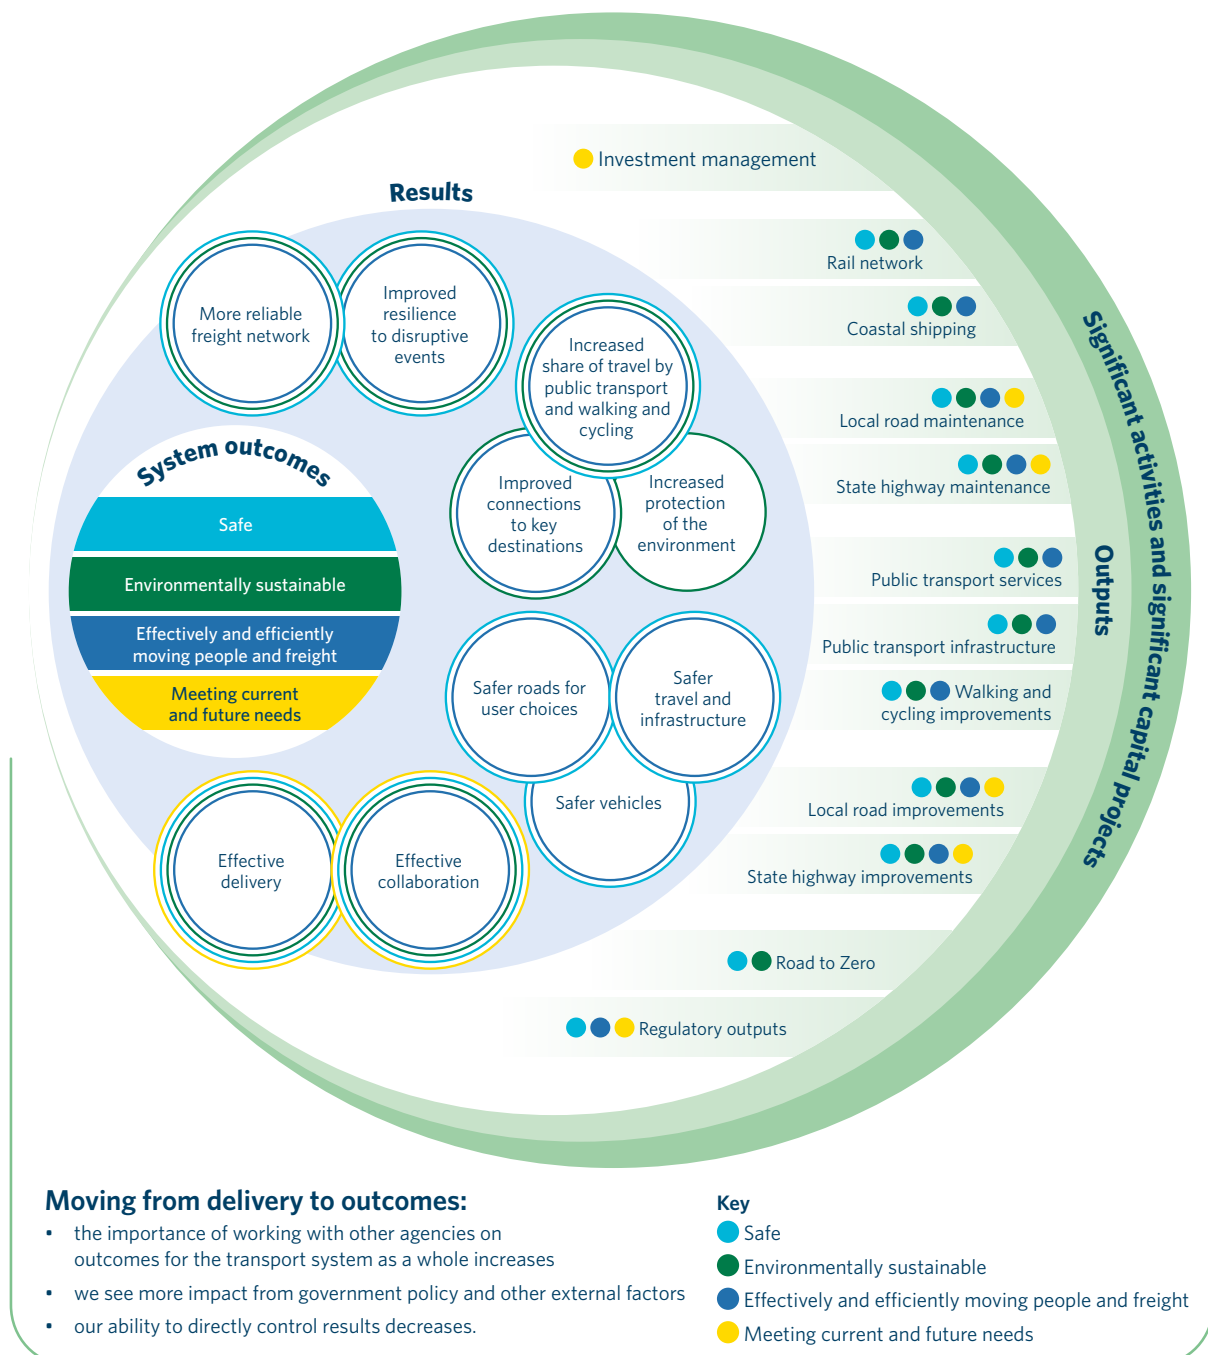 Investment management
Results
Rail network
Coastal shipping
More reliable
freight network
Improved
resilience
to disruptive
events
Increased
share of travel by
public transport
and walking and
cycling
Local road maintenance
State highway maintenance
System outcomes
Safe
Environmentally sustainable
Effectively and efficiently
moving people and freight
Meeting current
and future needs
Improved
connections
to key
destinations
Increased
protection
of the
environment
Public transport services
Public transport infrastructure
Walking and
cycling improvements
Outputs
Significant activities and significant capital projects
Safer roads for
user choices
Safer
travel and
infrastructure
Safer vehicles
Local road improvements
State highway improvements
Effective
delivery
Effective
collaboration
Road to Zero
Regulatory outputs
Moving from delivery to outcomes:
• the importance of working with other agencies on
outcomes for the transport system as a whole increases
• we see more impact from government policy and other external factors
• our ability to directly control results decreases.
Key
Safe
Environmentally sustainable
Effectively and efficiently moving people and freight
Meeting current and future needs